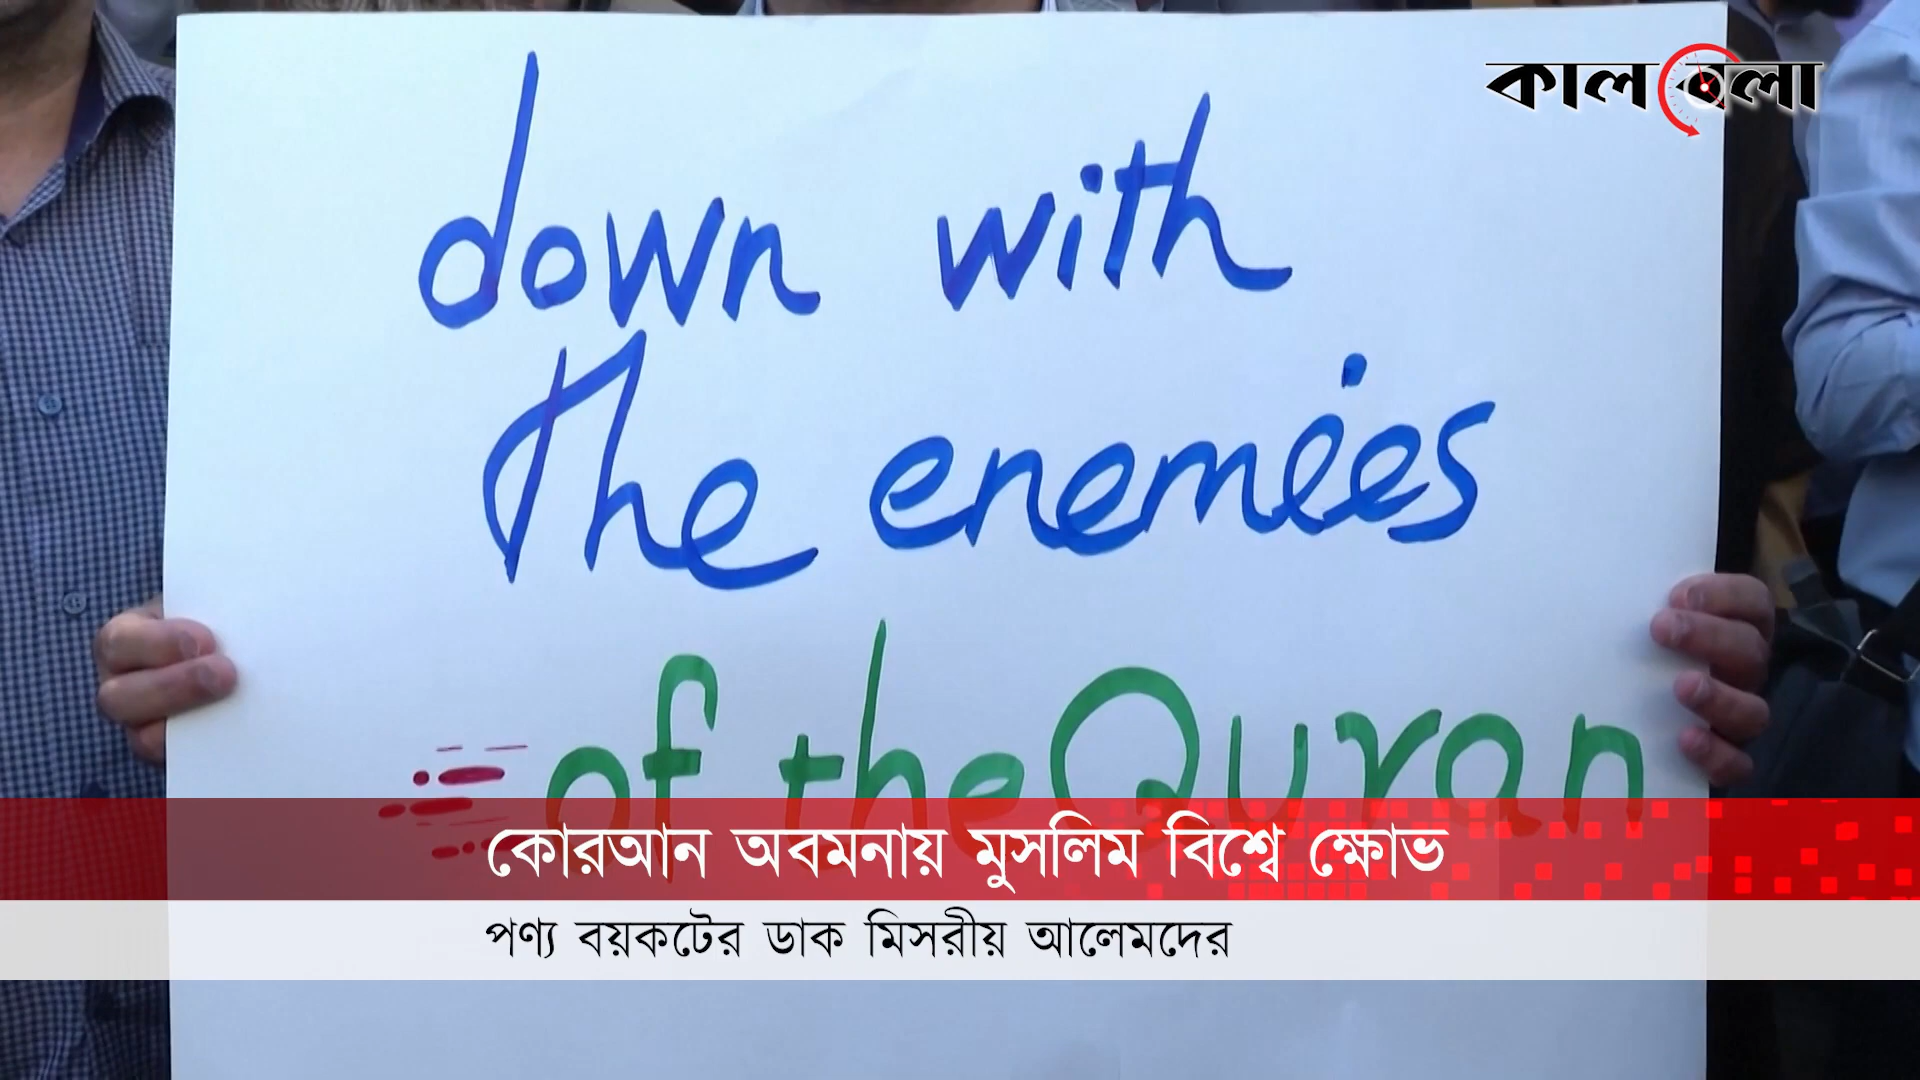 কালবেলা
down with
The enemies
of the Quran
কোরআন অবমনায় মুসলিম বিশ্বে ক্ষোভ
পণ্য বয়কটের ডাক মিসরীয় আলেমদের